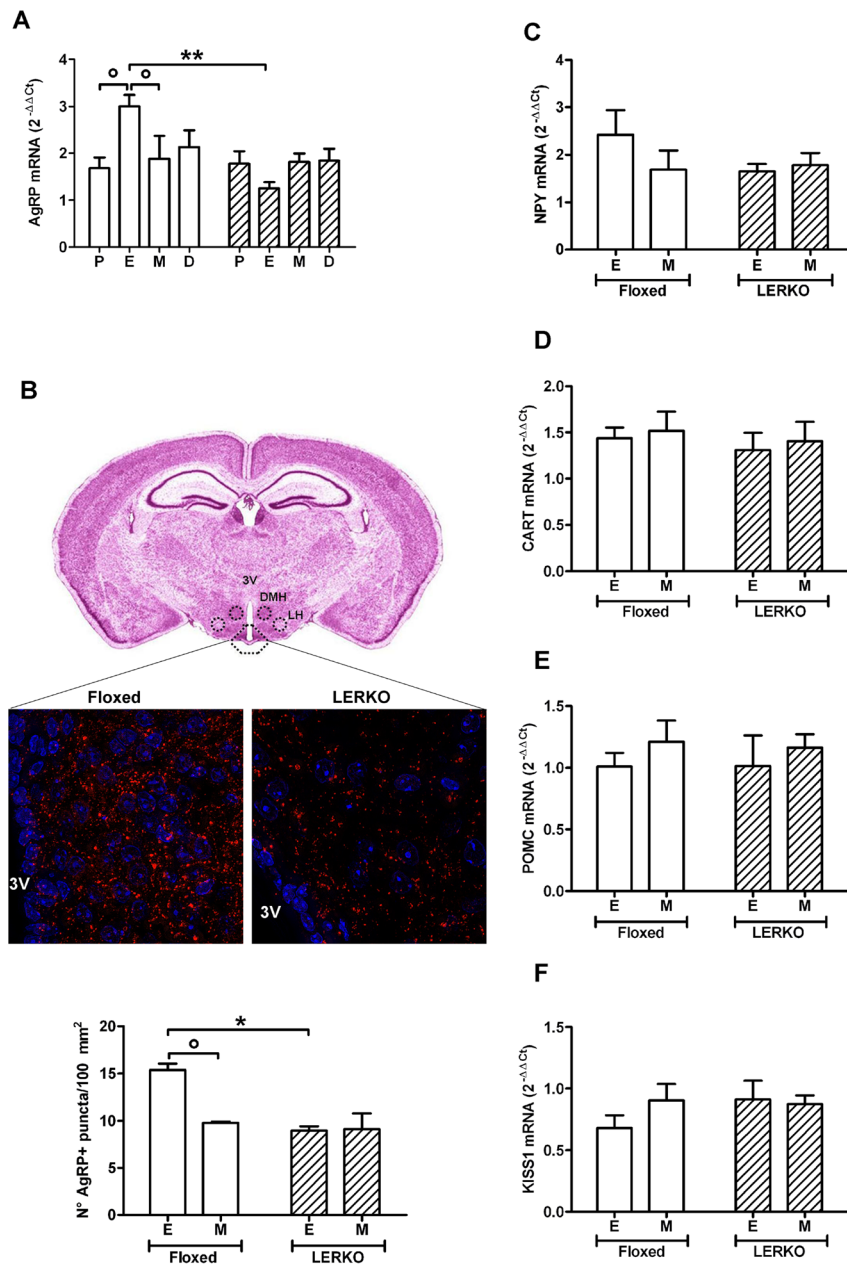 A
AgRP mRNA (2^-ΔΔCt)
4
3
2
1
0
° ° **
P E M D P E M D
B
3V
DMH
LH
Floxed LERKO
3V
3V
N° AgRP+ puncta/100 mm²
20
15
10
5
0
*
°
E M E M
Floxed LERKO
C
NPY mRNA (2^-ΔΔCt)
4
3
2
1
0
E M E M
Floxed LERKO
D
CART mRNA (2^-ΔΔCt)
2.0
1.5
1.0
0.5
0.0
E M E M
Floxed LERKO
E
POMC mRNA (2^-ΔΔCt)
1.5
1.0
0.5
0.0
E M E M
Floxed LERKO
F
KISS1 mRNA (2^-ΔΔCt)
1.5
1.0
0.5
0.0
E M E M
Floxed LERKO